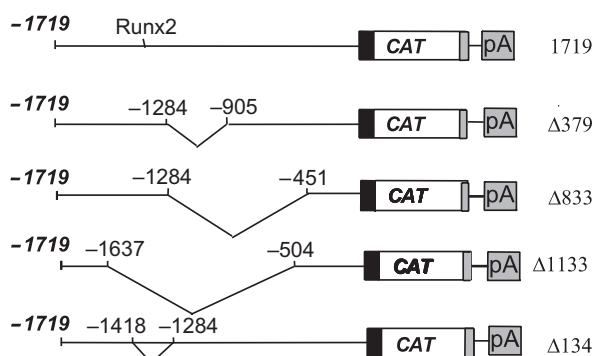 –1719 Runx2 CAT pA 1719
–1719 –1284 –905 CAT pA Δ379
–1719 –1284 –451 CAT pA Δ833
–1719 –1637 –504 CAT pA Δ1133
–1719 –1418 –1284 CAT pA Δ134